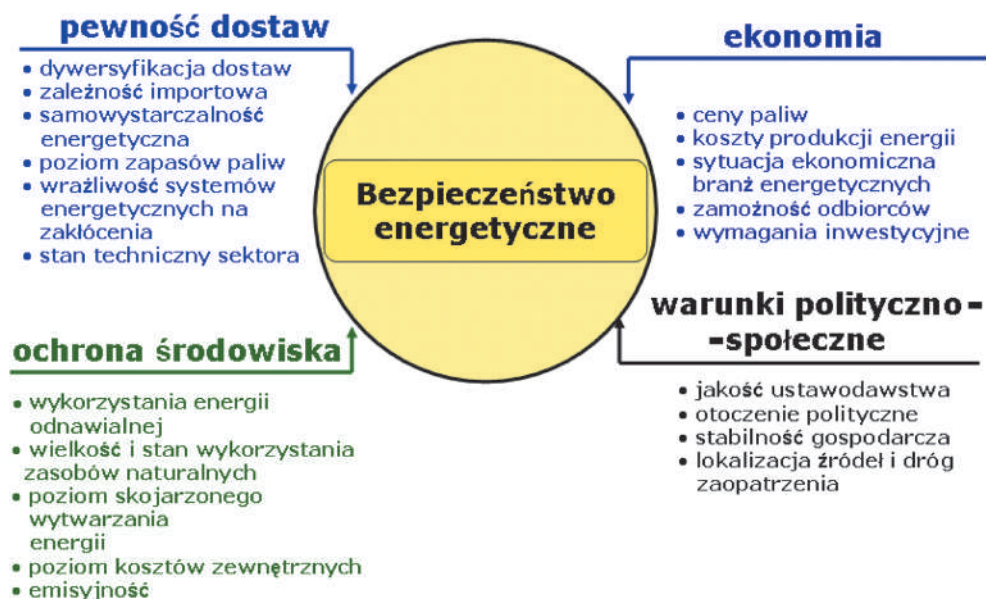 pewność dostaw
• dywersyfikacja dostaw
• zależność importowa
• samowystarczalność
energetyczna
• poziom zapasów paliw
• wrażliwość systemów
energetycznych na
zakłócenia
• stan techniczny sektora
Bezpieczeństwo
energetyczne
ekonomia
• ceny paliw
• koszty produkcji energii
• sytuacja ekonomiczna
branż energetycznych
• zamożność odbiorców
• wymagania inwestycyjne
ochrona środowiska
• wykorzystania energii
odnawialnej
• wielkość i stan wykorzystania
zasobów naturalnych
• poziom skojarzonego
wytwarzania
energii
• poziom kosztów zewnętrznych
• emisyjność
warunki polityczno-
-społeczne
• jakość ustawodawstwa
• otoczenie polityczne
• stabilność gospodarcza
• lokalizacja źródeł i dróg
zaopatrzenia